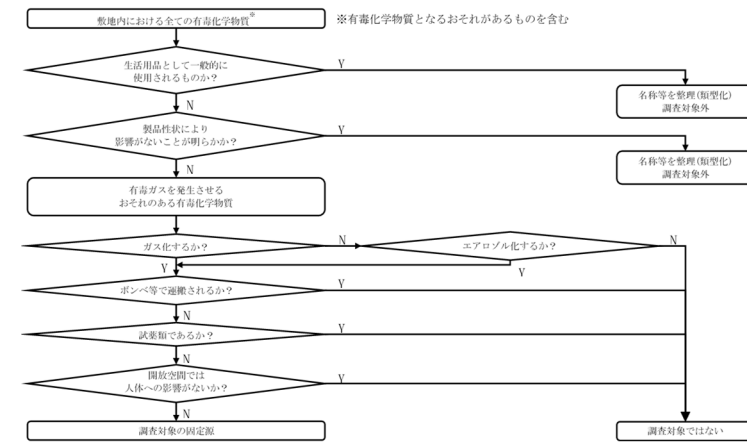 敷地内における全ての有毒化学物質※
※有毒化学物質となるおそれがあるものを含む
生活用品として一般的に
使用されるものか？
Y
N
名称等を整理(類型化)
調査対象外
製品性状により
影響がないことが明らかか？
Y
N
名称等を整理(類型化)
調査対象外
有毒ガスを発生させる
おそれのある有毒化学物質
ガス化するか？
N
エアロゾル化するか？
N
Y
Y
ボンベ等で運搬されるか？
Y
N
試薬類であるか？
Y
N
開放空間では
人体への影響がないか？
Y
N
調査対象の固定源
調査対象ではない